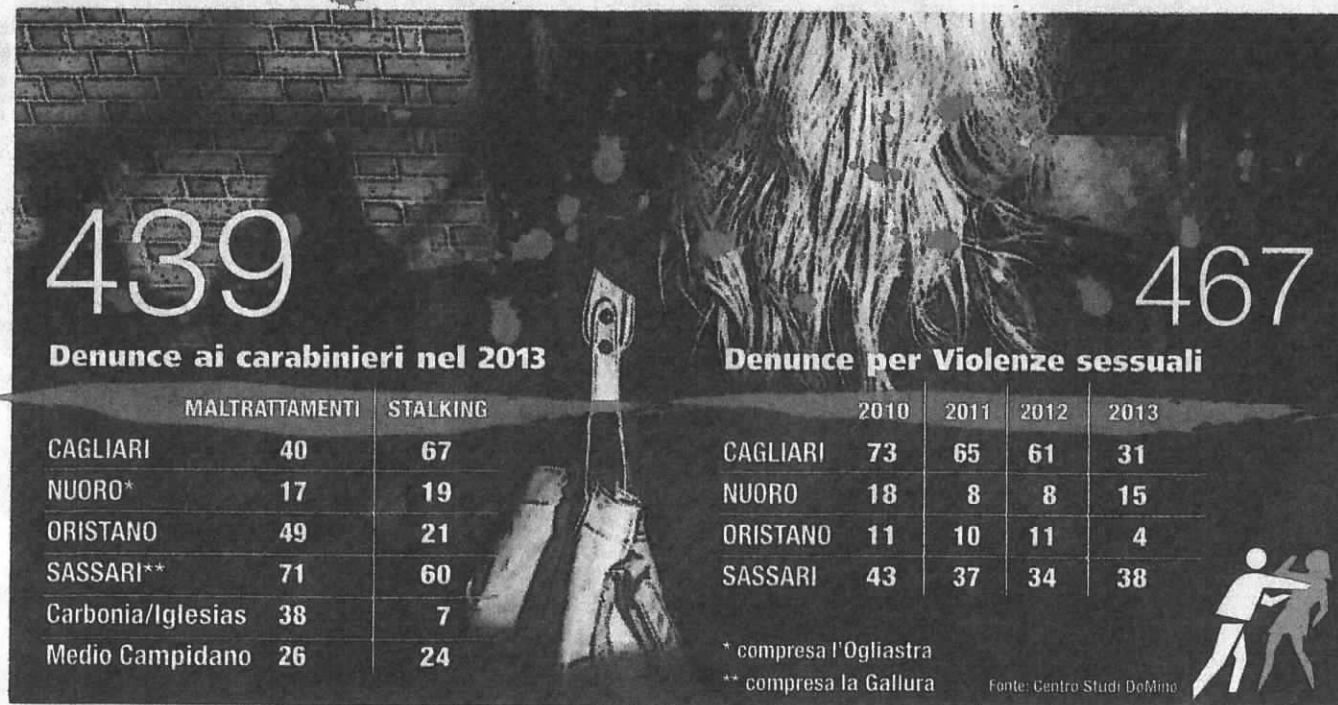 439
Denunce ai carabinieri nel 2013
MALTRATTAMENTI STALKING
CAGLIARI 40 67
NUORO* 17 19
ORISTANO 49 21
SASSARI** 71 60
Carbonia/Iglesias 38 7
Medio Campidano 26 24
467
Denunce per Violenze sessuali
2010 2011 2012 2013
CAGLIARI 73 65 61 31
NUORO 18 8 8 15
ORISTANO 11 10 11 4
SASSARI 43 37 34 38
* compresa l'Ogliastra
** compresa la Gallura
Fonte: Centro Studi DoMino